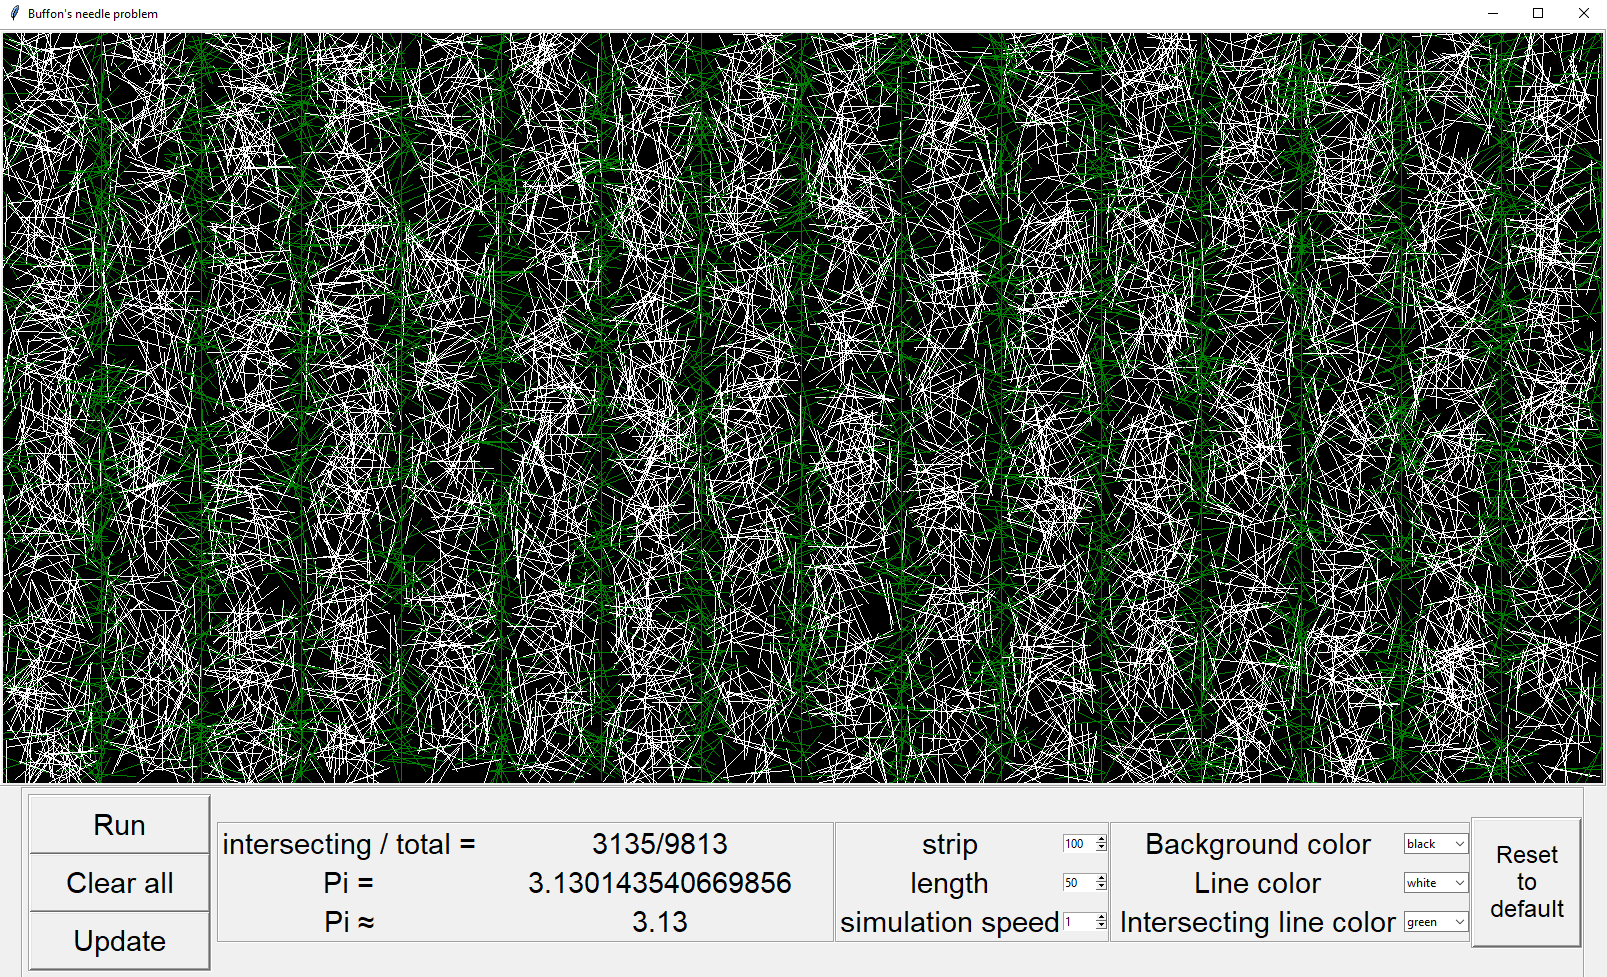 Buffon's needle problem
Run
Clear all
Update
intersecting / total = 3135/9813
Pi = 3.130143540669856
Pi ≈ 3.13
strip 100
length 50
simulation speed 1
Background color black
Line color white
Intersecting line color green
Reset
to
default